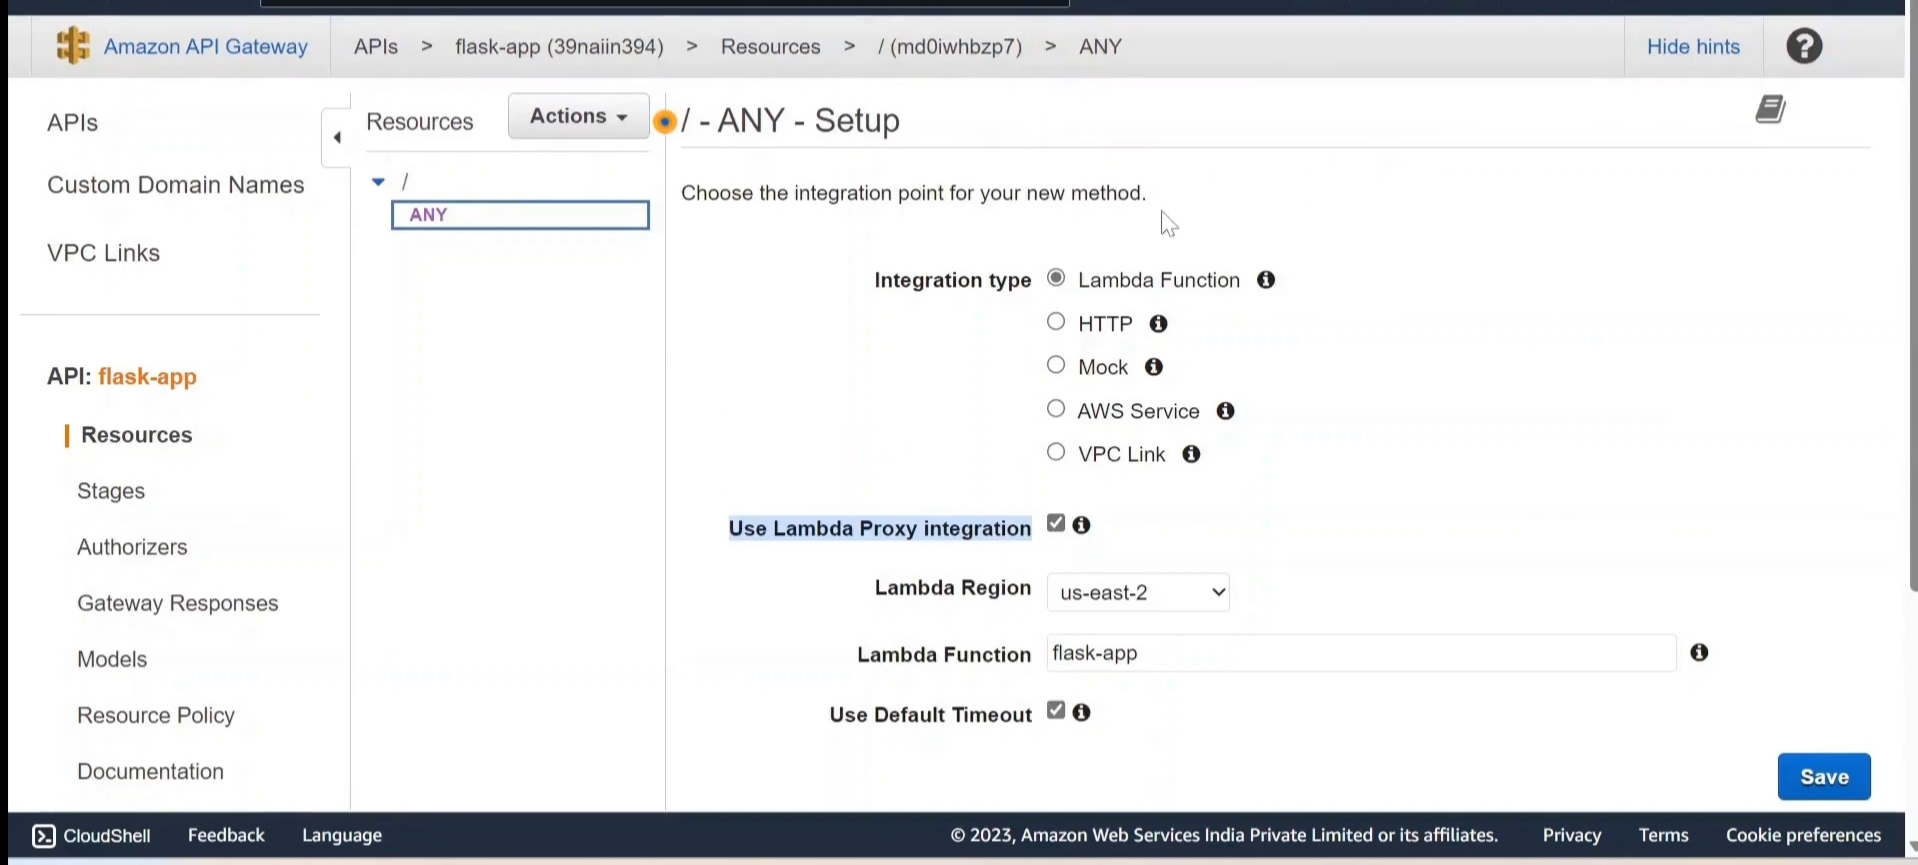 Amazon API Gateway
APIs > flask-app (39naiin394) > Resources > / (md0iwhbzp7) > ANY
Hide hints
?
APIs
Custom Domain Names
VPC Links
API: flask-app
Resources
Stages
Authorizers
Gateway Responses
Models
Resource Policy
Documentation
Resources
Actions
/
ANY
/ - ANY - Setup
Choose the integration point for your new method.
Integration type
Lambda Function
HTTP
Mock
AWS Service
VPC Link
Use Lambda Proxy integration
Lambda Region us-east-2
Lambda Function flask-app
Use Default Timeout
Save
CloudShell Feedback Language
© 2023, Amazon Web Services India Private Limited or its affiliates. Privacy Terms Cookie preferences